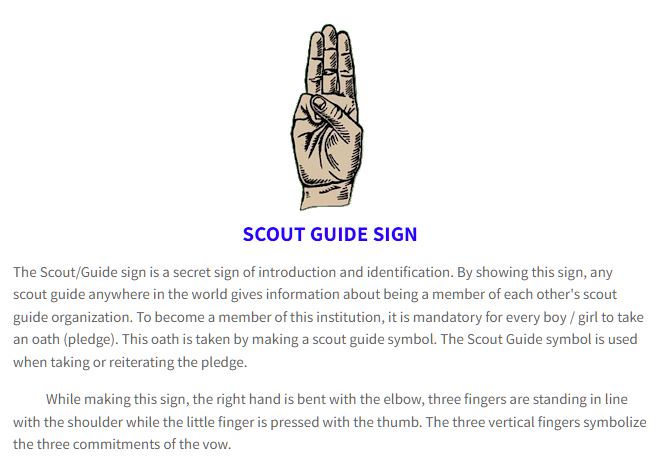 SCOUT GUIDE SIGN
The Scout/Guide sign is a secret sign of introduction and identification. By showing this sign, any
scout guide anywhere in the world gives information about being a member of each other's scout
guide organization. To become a member of this institution, it is mandatory for every boy / girl to take
an oath (pledge). This oath is taken by making a scout guide symbol. The Scout Guide symbol is used
when taking or reiterating the pledge.
While making this sign, the right hand is bent with the elbow, three fingers are standing in line
with the shoulder while the little finger is pressed with the thumb. The three vertical fingers symbolize
the three commitments of the vow.